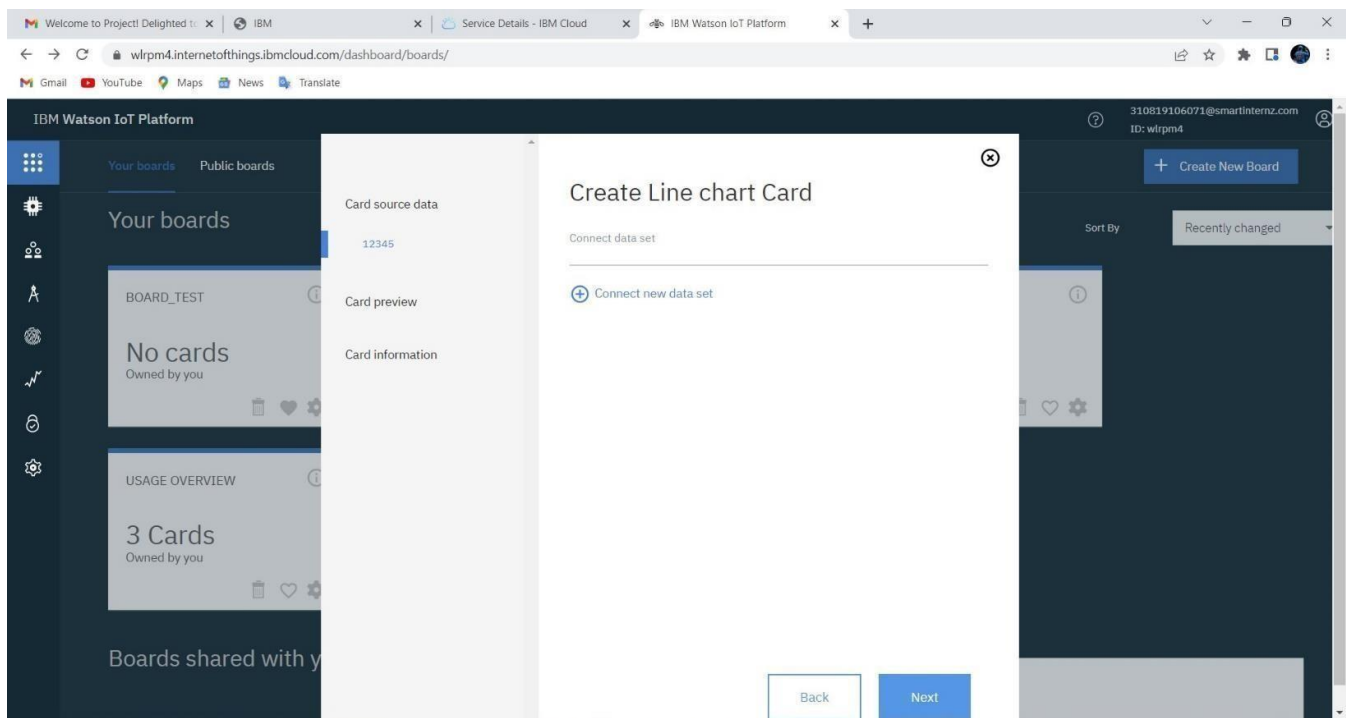 Welcome to Project! Delighted to
IBM
Service Details - IBM Cloud
IBM Watson IoT Platform
wlrpm4.internetofthings.ibmcloud.com/dashboard/boards/
Gmail
YouTube
Maps
News
Translate
IBM Watson IoT Platform
310819106071@smartinternz.com
ID: wlrpm4
Your boards
Public boards
Create New Board
Your boards
Sort By
Recently changed
BOARD_TEST
No cards
Owned by you
USAGE OVERVIEW
3 Cards
Owned by you
Boards shared with y
Card source data
12345
Card preview
Card information
Create Line chart Card
Connect data set
Connect new data set
Back
Next